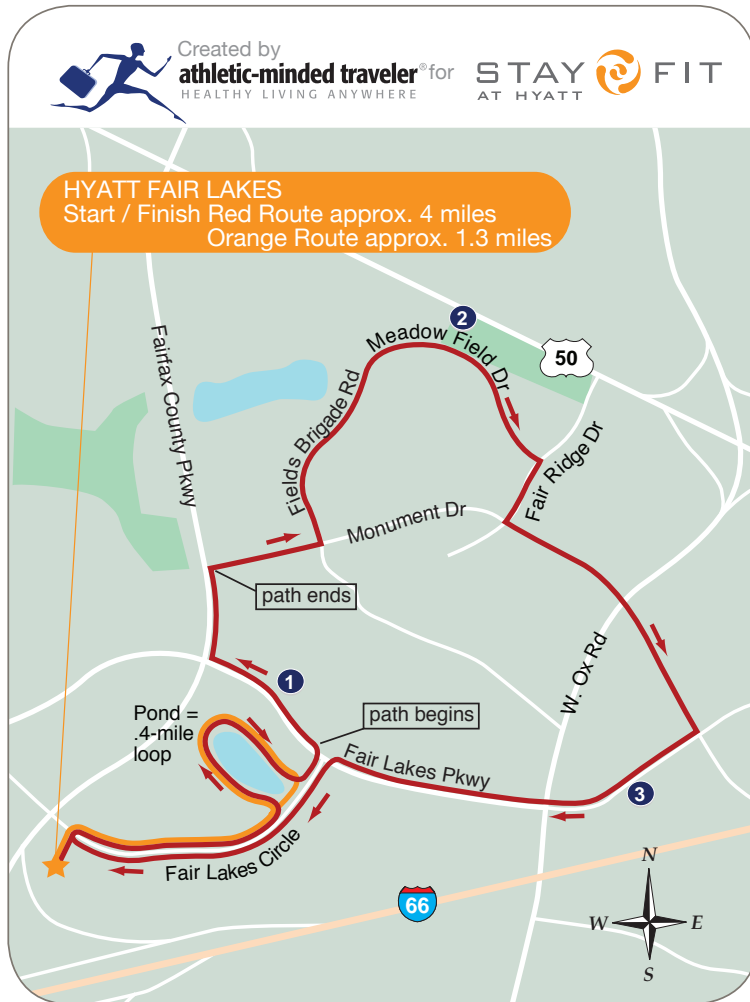 Created by
athletic-minded traveler® for
HEALTHY LIVING ANYWHERE
STAY FIT
AT HYATT
HYATT FAIR LAKES
Start / Finish Red Route approx. 4 miles
Orange Route approx. 1.3 miles
2
Meadow Field Dr
50
Fairfax County Pkwy
Fields Brigade Rd
Fair Ridge Dr
Monument Dr
path ends
1
W. Ox Rd
Pond =
.4-mile
loop
path begins
Fair Lakes Pkwy
3
Fair Lakes Circle
66
N
W
E
S